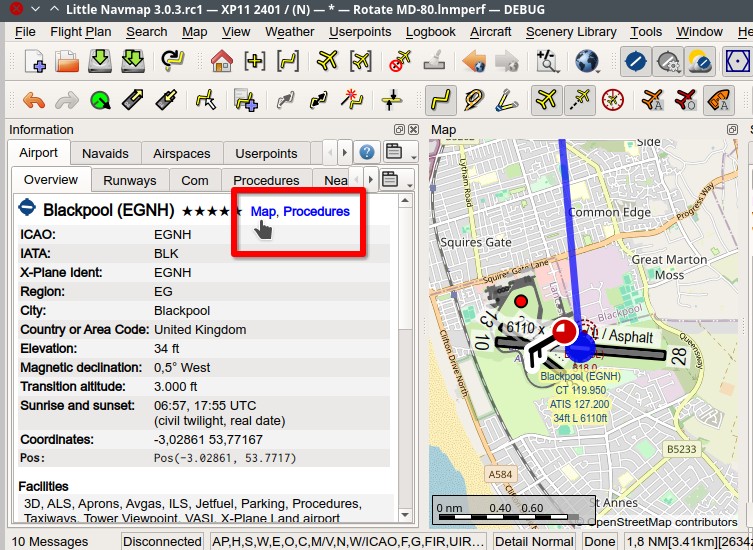 Little Navmap 3.0.3.rc1 — XP11 2401 / (N) — * — Rotate MD-80.lnmperf — DEBUG
File Flight Plan Search Map View Weather Userpoints Logbook Aircraft Scenery Library Tools Window
Information
Map
Airport Navaids Airspaces Userpoints
Overview Runways Com Procedures Nea
Blackpool (EGNH) ★★★★★ Map, Procedures
ICAO: EGNH
IATA: BLK
X-Plane Ident: EGNH
Region: EG
City: Blackpool
Country or Area Code: United Kingdom
Elevation: 34 ft
Magnetic declination: 0,5° West
Transition altitude: 3.000 ft
Sunrise and sunset: 06:57, 17:55 UTC
(civil twilight, real date)
Coordinates: -3,02861 53,77167
Pos: Pos(-3.02861, 53.7717)
Facilities
3D, ALS, Aprons, Avgas, ILS, Jetfuel, Parking, Procedures,
Taxiways, Tower Viewpoint, VASI, X-Plane Land airport
Side
Lytham Road
Common Edge
Progress Way
Squires Gate
Great Marton
Moss
Squires Gate Lane
Blackpool
13
10
6110 x
/ Asphalt
28
Queensway
Clifton Drive North
Blackpool (EGNH)
CT 119.950
ATIS 127.200
34ft L 6110ft
B5233
A584
St Annes
0 nm 0.40 0.60
© OpenStreetMap contributors
10 Messages Disconnected AP,H,S,W,E,O,C,M/V,N,W/ICAO,F,G,FIR,UIR… Detail Normal Done 1,8 NM[3.41km][2634